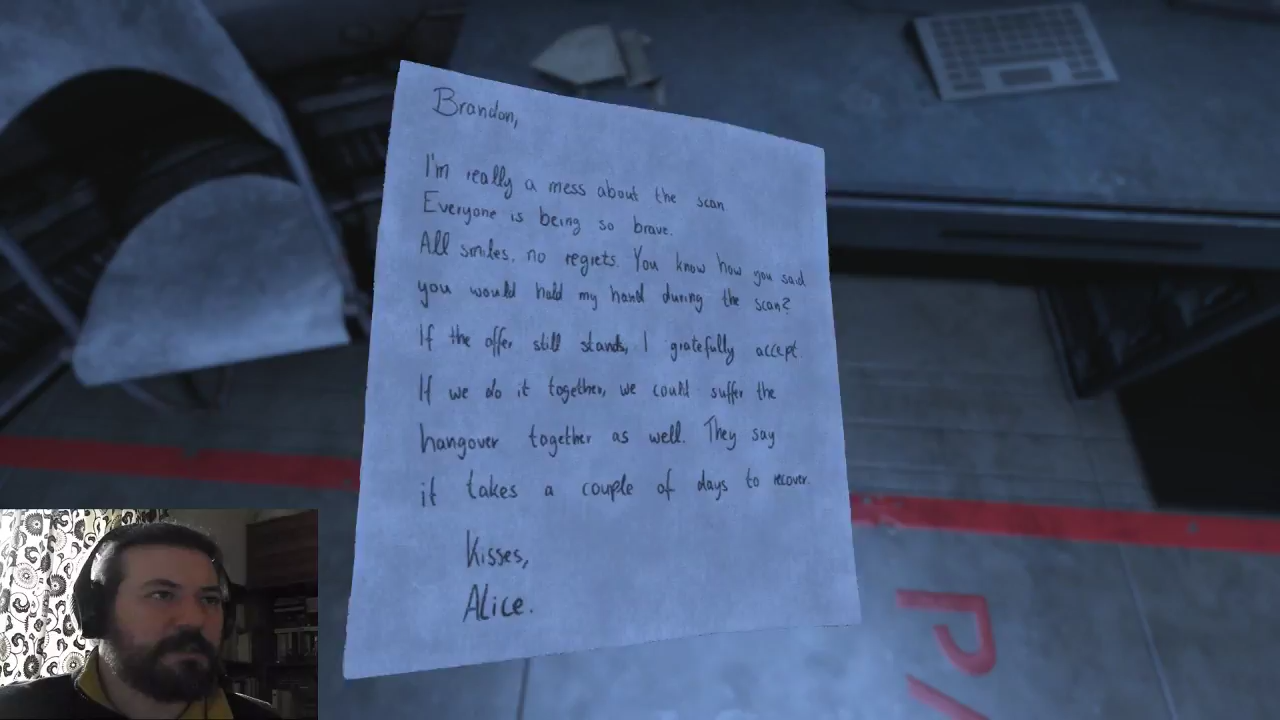 Brandon,
I'm really a mess about the scan
Everyone is being so brave.
All smiles, no regrets. You know how you said
you would hold my hand during the scan?
If the offer still stands, I gratefully accept.
If we do it together, we could suffer the
hangover together as well. They say
it takes a couple of days to recover.
Kisses,
Alice.
PA